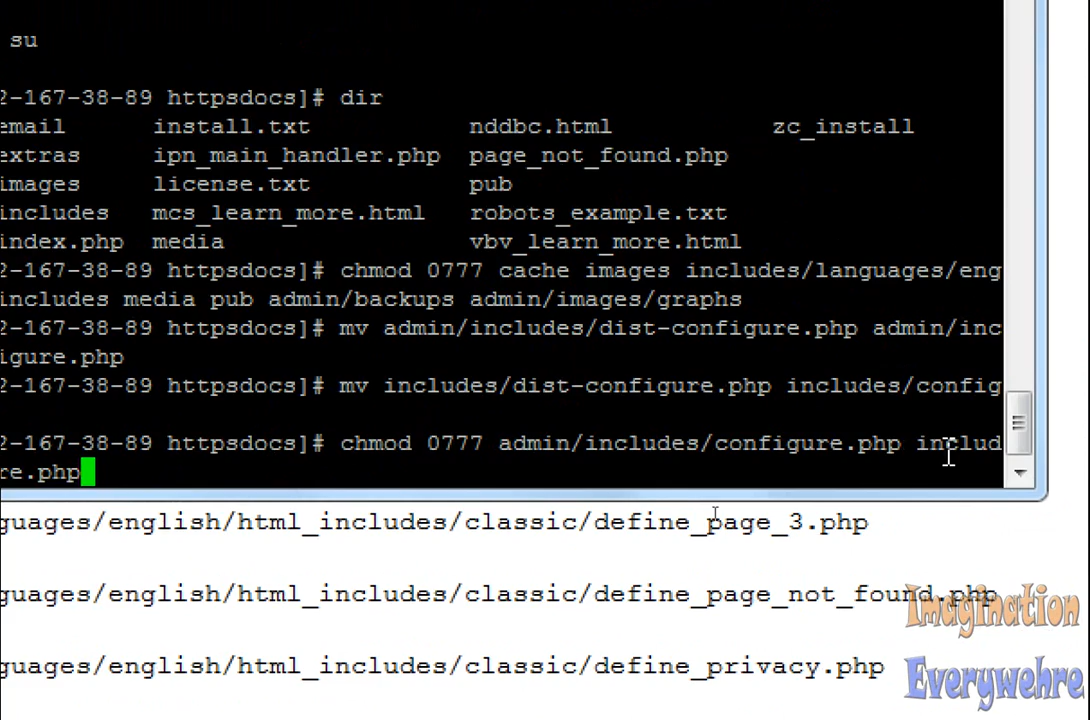 su
2-167-38-89 httpsdocs]# dir
email install.txt nddbc.html zc_install
extras ipn_main_handler.php page_not_found.php
images license.txt pub
includes mcs_learn_more.html robots_example.txt
index.php media vbv_learn_more.html
2-167-38-89 httpsdocs]# chmod 0777 cache images includes/languages/eng
includes media pub admin/backups admin/images/graphs
2-167-38-89 httpsdocs]# mv admin/includes/dist-configure.php admin/inc
igure.php
2-167-38-89 httpsdocs]# mv includes/dist-configure.php includes/config
2-167-38-89 httpsdocs]# chmod 0777 admin/includes/configure.php includ
re.php
guages/english/html_includes/classic/define_page_3.php
guages/english/html_includes/classic/define_page_not_found.php
Imagination
guages/english/html_includes/classic/define_privacy.php
Everywehre